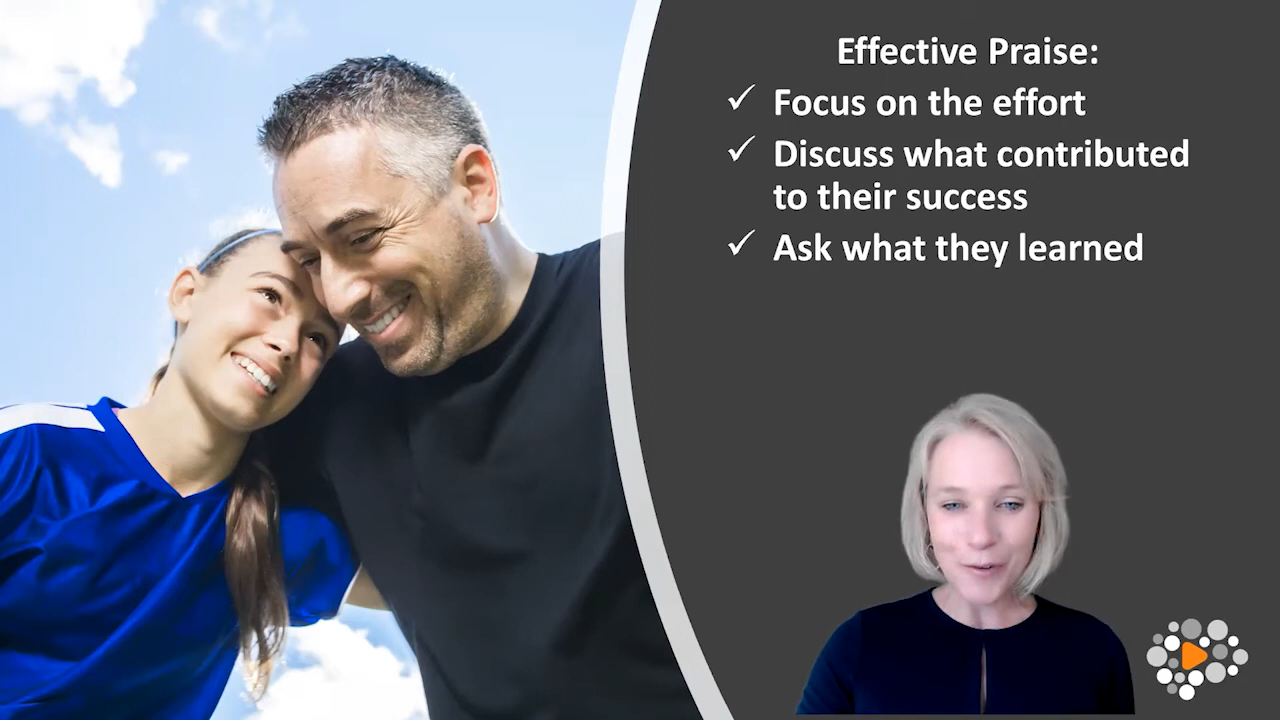 Effective Praise:
✓ Focus on the effort
✓ Discuss what contributed
to their success
✓ Ask what they learned